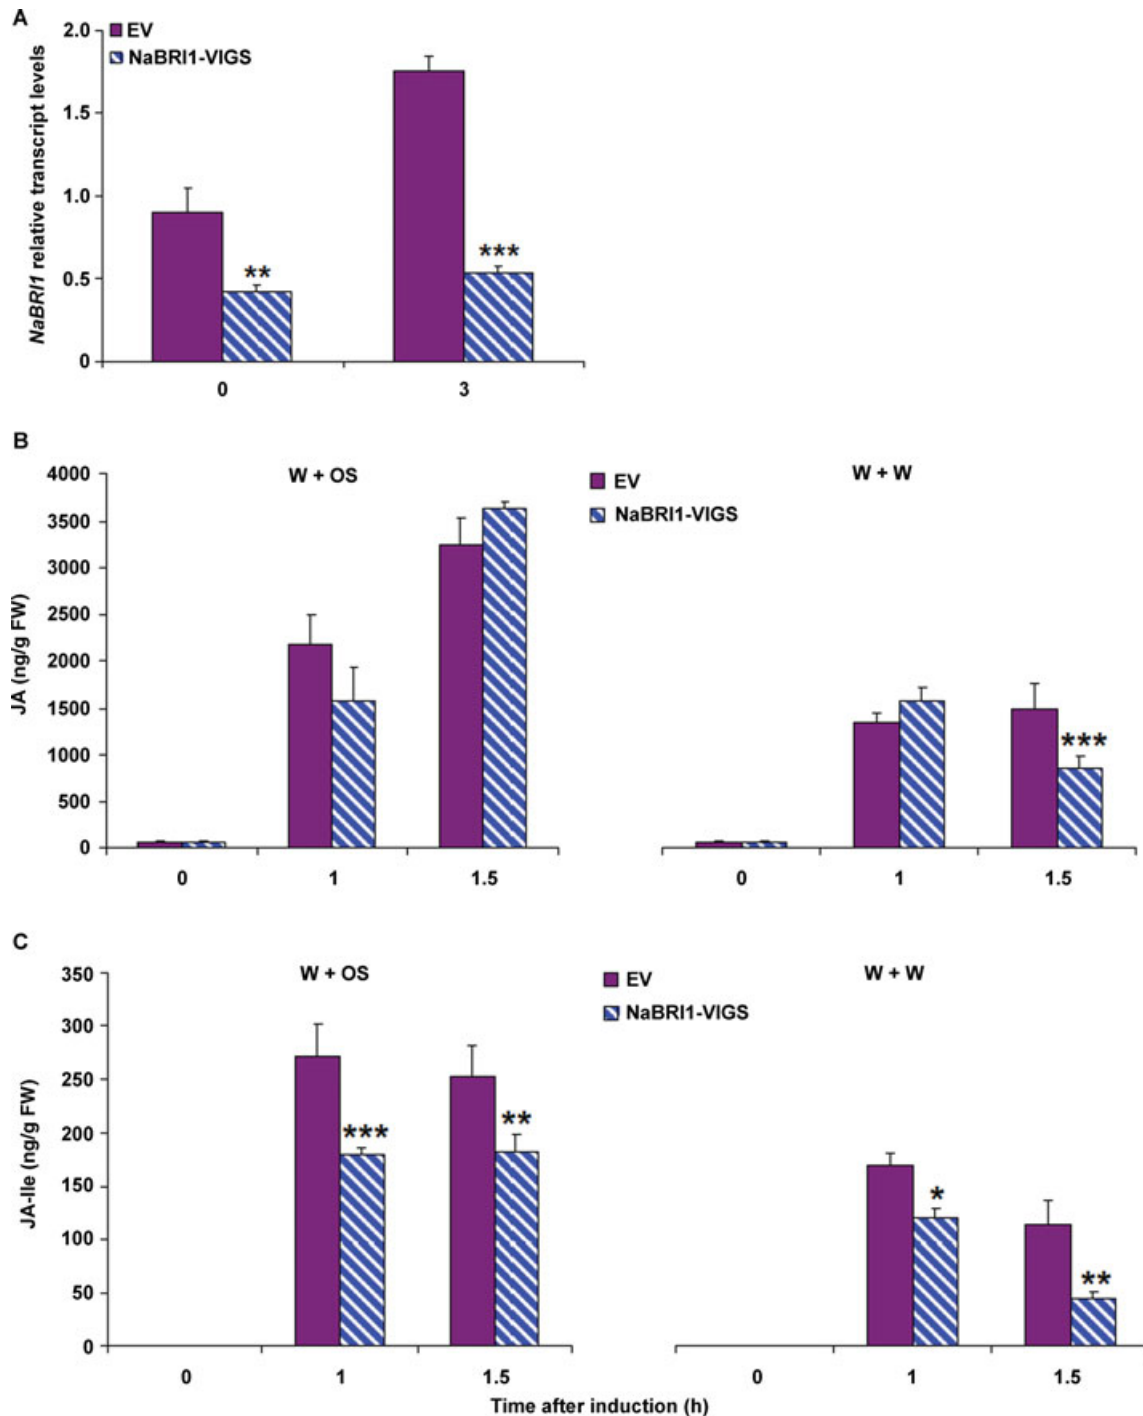 A
EV
NaBRI1-VIGS
NaBRI1 relative transcript levels
2.0
1.5
1.0
0.5
0
**
***
0 3
B
W + OS
EV
NaBRI1-VIGS
W + W
JA (ng/g FW)
4000
3500
3000
2500
2000
1500
1000
500
0
***
0 1 1.5 0 1 1.5
C
W + OS
EV
NaBRI1-VIGS
W + W
JA-Ile (ng/g FW)
350
300
250
200
150
100
50
0
***
**
*
**
0 1 1.5 0 1 1.5
Time after induction (h)